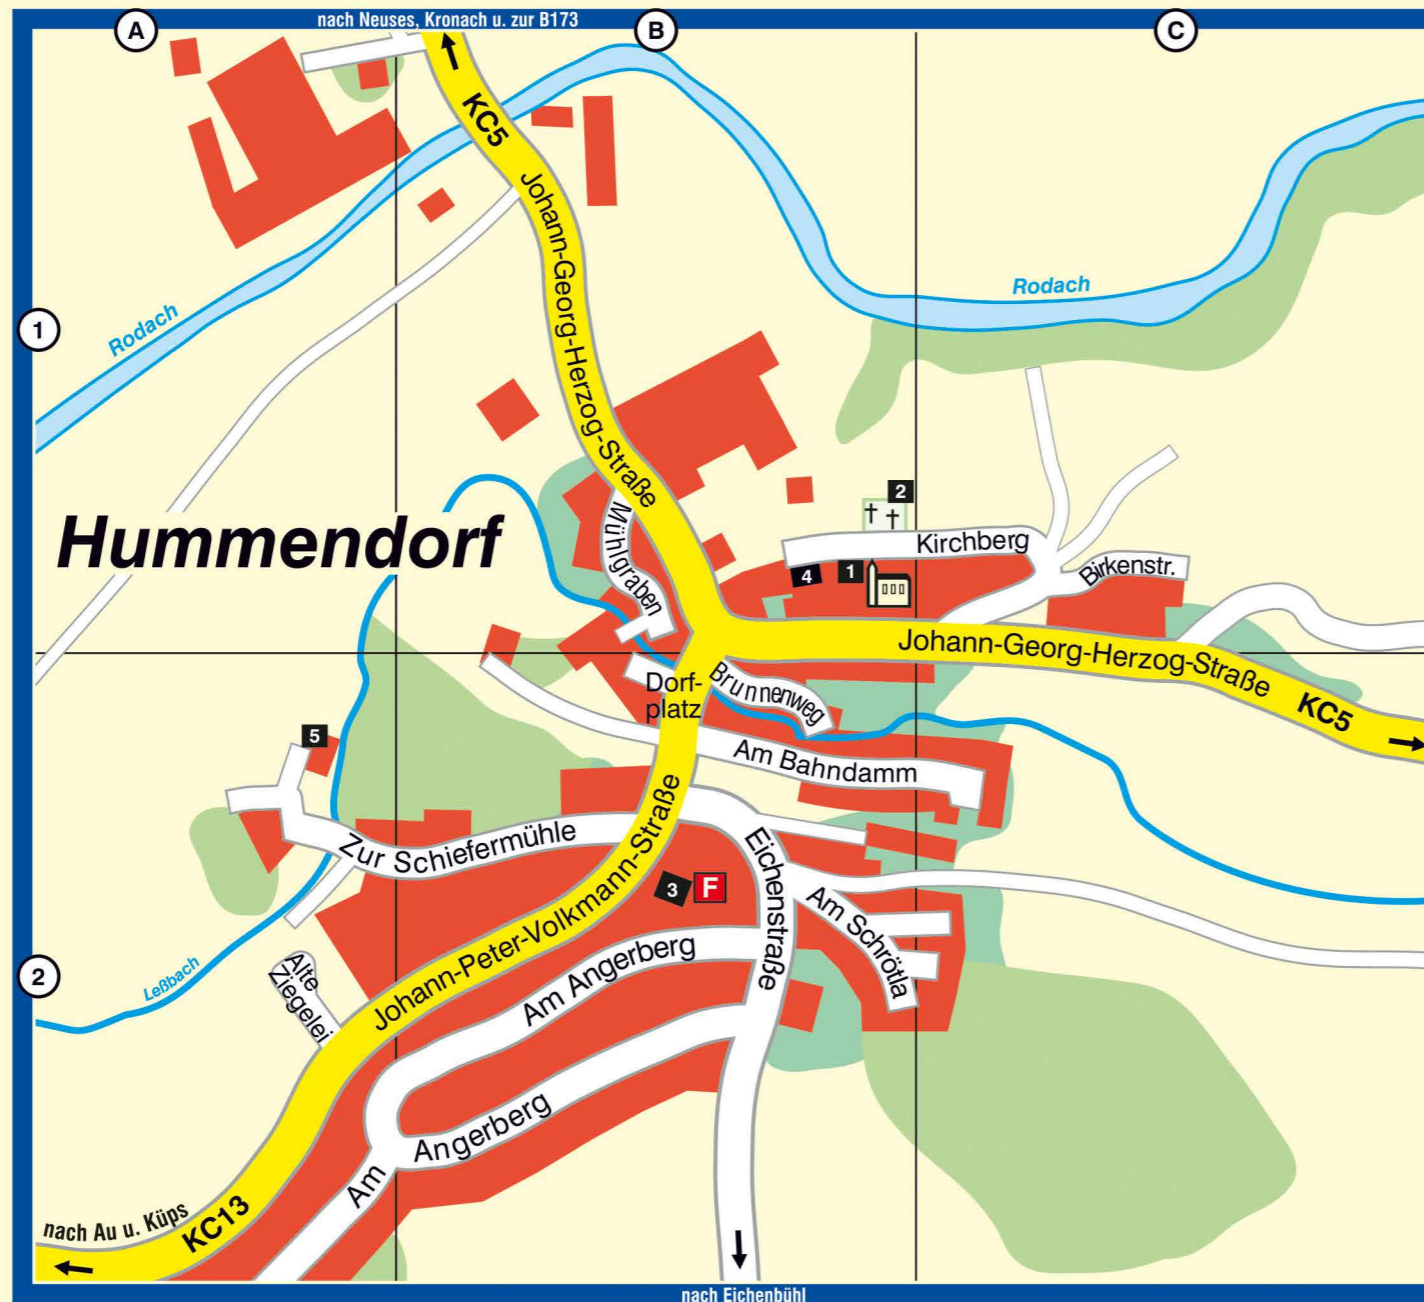 nach Neuses, Kronach u. zur B173
A
B
C
KC5
Johann-Georg-Herzog-Straße
Rodach
Rodach
1
Hummendorf
Mühlgraben
2
Kirchberg
4
1
Birkenstr.
Johann-Georg-Herzog-Straße
KC5
Dorf-
platz
Brunnenweg
Am Bahndamm
5
Zur Schiefermühle
Johann-Peter-Volkmann-Straße
3
F
Eichenstraße
Am Schrötla
2
Leßbach
Alte
Ziegelei
Am Angerberg
Am Angerberg
nach Au u. Küps
KC13
nach Eichenbühl